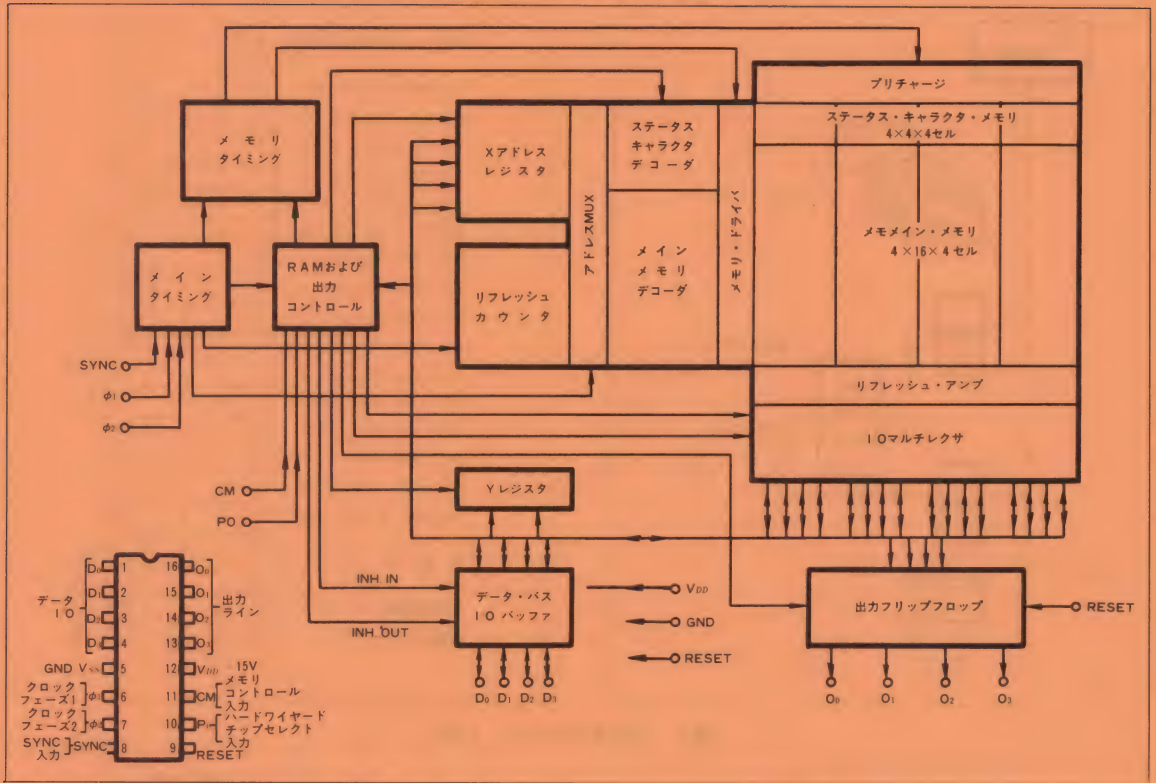 プリチャージ
ステータス・キャラクタ・メモリ
4×4×4セル
メモリ
タイミング
Xアドレス
レジスタ
アドレスMUX
ステータス
キャラクタ
デコーダ
メモリ・ドライバ
メモメイン・メモリ
4×16×4セル
メイン
タイミング
RAMおよび
出力
コントロール
リフレッシュ
カウンタ
メイン
メモリ
デコーダ
SYNC
φ1
φ2
リフレッシュ・アンプ
IOマルチレクサ
CM
PO
Yレジスタ
INH. IN
INH. OUT
データ・バス
IOバッファ
VDD
GND
RESET
出力フリップフロップ
RESET
D0 D1 D2 D3
O0 O1 O2 O3
D0 1 16 O0
D1 2 15 O1
データ
IO
D2 3 14 O2
出力
ライン
4 13 O3
GND VSS 5 12 VDD -15V
クロック
フェーズ1
φ1 6 11 CM
メモリ
コントロール
入力
クロック
フェーズ2
7 10
ハードワイヤード
チップセレクト
入力
SYNC
入力
SYNC 8 9 RESET